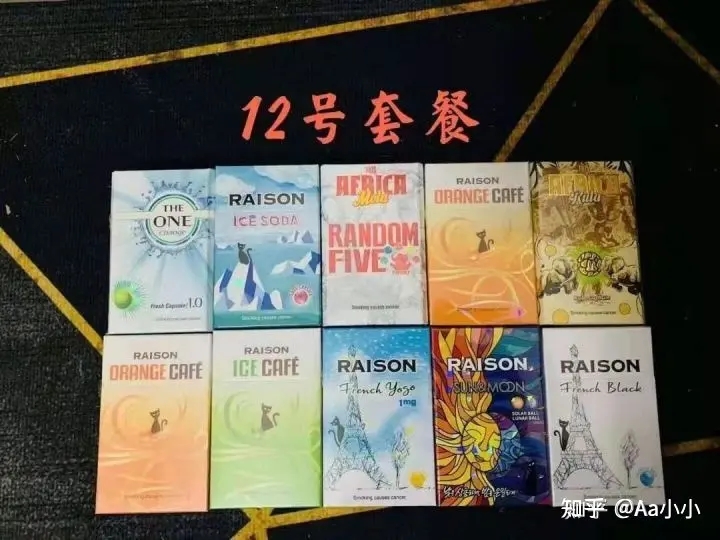 12号套餐
THE
ONE
Change
Fresh Capsule 1.0
RAISON
ICE SODA
Smoking causes cancer
THIS
AFRICA
Mula
RANDOM
FIVE
Smoking causes cancer
RAISON
ORANGE CAFÉ
Smoking causes cancer
AFRICA
Rula
Smoking causes cancer
RAISON
ORANGE CAFÉ
RAISON
ICE CAFÉ
RAISON
French Yogo
1mg
Smoking causes cancer
RAISON
SUN&MOON
SOLAR BALL
LUNAR BALL
RAISON
French Black
知乎 @Aa小小